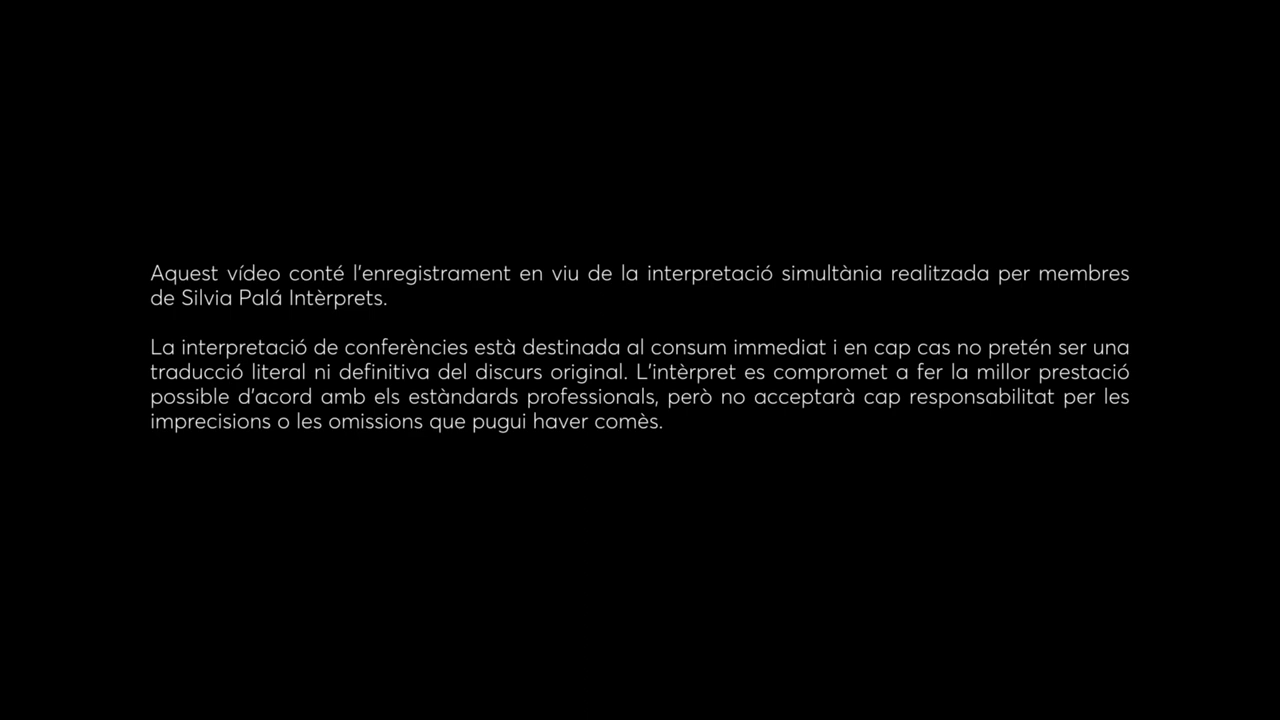 Aquest vídeo conté l’enregistrament en viu de la interpretació simultània realitzada per membres
de Silvia Palá Intèrprets.
La interpretació de conferències està destinada al consum immediat i en cap cas no pretén ser una
traducció literal ni definitiva del discurs original. L’intèrpret es compromet a fer la millor prestació
possible d’acord amb els estàndards professionals, però no acceptarà cap responsabilitat per les
imprecisions o les omissions que pugui haver comès.